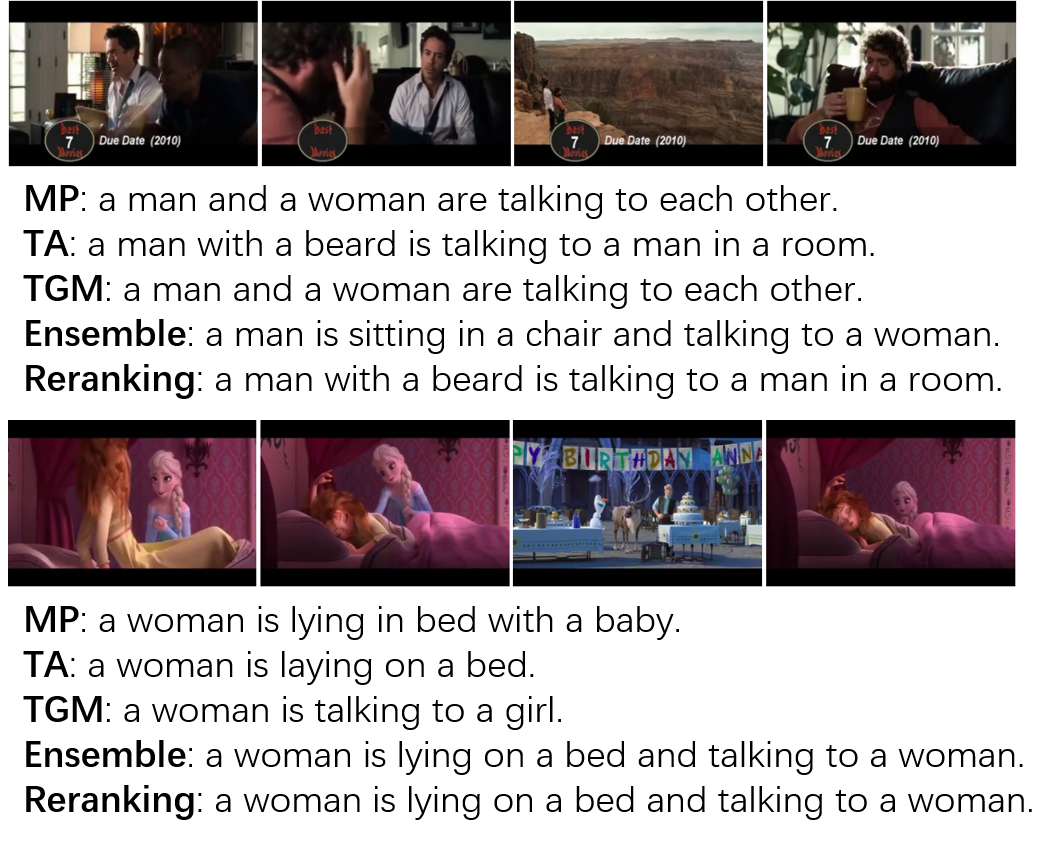 Best
7
Movies
Due Date (2010)
Best
Movies
Best
7
Movies
Due Date (2010)
Best
7
Movies
Due Date (2010)
MP: a man and a woman are talking to each other.
TA: a man with a beard is talking to a man in a room.
TGM: a man and a woman are talking to each other.
Ensemble: a man is sitting in a chair and talking to a woman.
Reranking: a man with a beard is talking to a man in a room.
PY BIRTHDAY ANNA
MP: a woman is lying in bed with a baby.
TA: a woman is laying on a bed.
TGM: a woman is talking to a girl.
Ensemble: a woman is lying on a bed and talking to a woman.
Reranking: a woman is lying on a bed and talking to a woman.